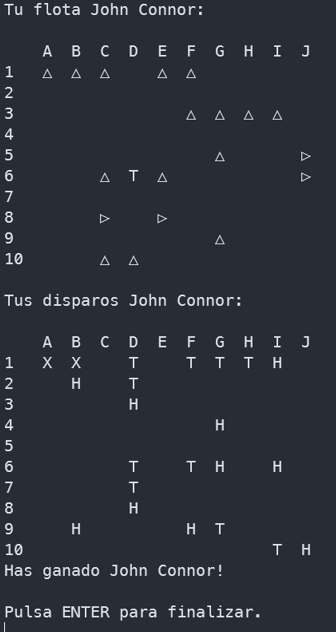 Tu flota John Connor:
    A  B  C  D  E  F  G  H  I  J
1   △  △  △     △  △
2
3                  △  △  △  △
4
5                     △        ▷
6         △  T  △              ▷
7
8         ▷     ▷
9                     △
10        △  △
Tus disparos John Connor:
    A  B  C  D  E  F  G  H  I  J
1   X  X     T     T  T  T  H
2      H     T
3            H
4                     H
5
6            T     T  H     H
7            T
8            H
9      H           H  T
10                          T  H
Has ganado John Connor!
Pulsa ENTER para finalizar.